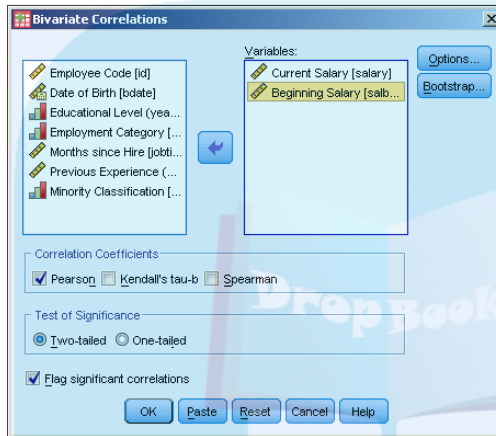 Bivariate Correlations
Variables:
Employee Code [id]
Date of Birth [bdate]
Educational Level (yea...
Employment Category [...
Months since Hire [jobti...
Previous Experience (...
Minority Classification [...
Current Salary [salary]
Beginning Salary [salb...
Options...
Bootstrap...
Correlation Coefficients
Pearson Kendall's tau-b Spearman
Test of Significance
Two-tailed One-tailed
Flag significant correlations
OK Paste Reset Cancel Help
DropBook